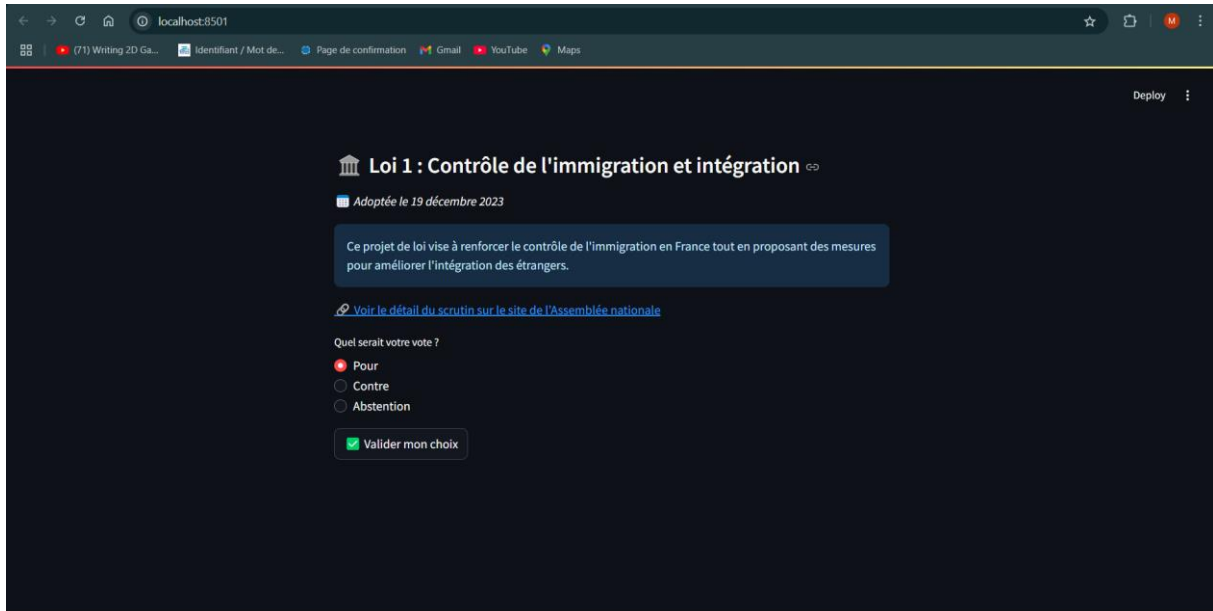 localhost:8501
M
(71) Writing 2D Ga...
Identifiant / Mot de...
Page de confirmation
Gmail
YouTube
Maps
Deploy
Loi 1 : Contrôle de l'immigration et intégration
Adoptée le 19 décembre 2023
Ce projet de loi vise à renforcer le contrôle de l'immigration en France tout en proposant des mesures
pour améliorer l'intégration des étrangers.
Voir le détail du scrutin sur le site de l'Assemblée nationale
Quel serait votre vote ?
Pour
Contre
Abstention
Valider mon choix